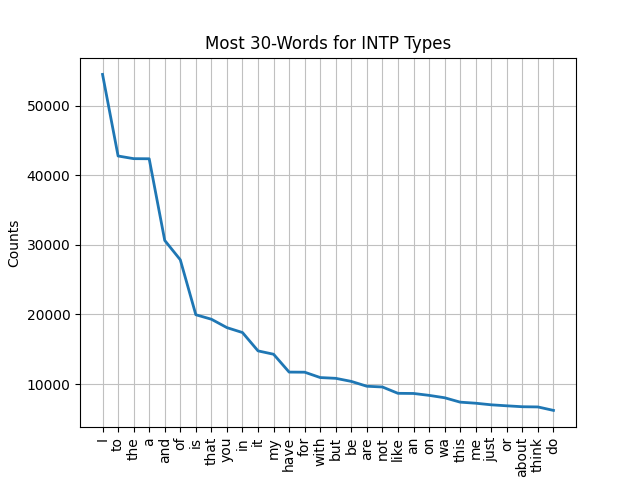 Most 30-Words for INTP Types
Counts
50000
40000
30000
20000
10000
I
to
the
a
and
of
is
that
you
in
it
my
have
for
with
but
be
are
not
like
an
on
wa
this
me
just
or
about
think
do